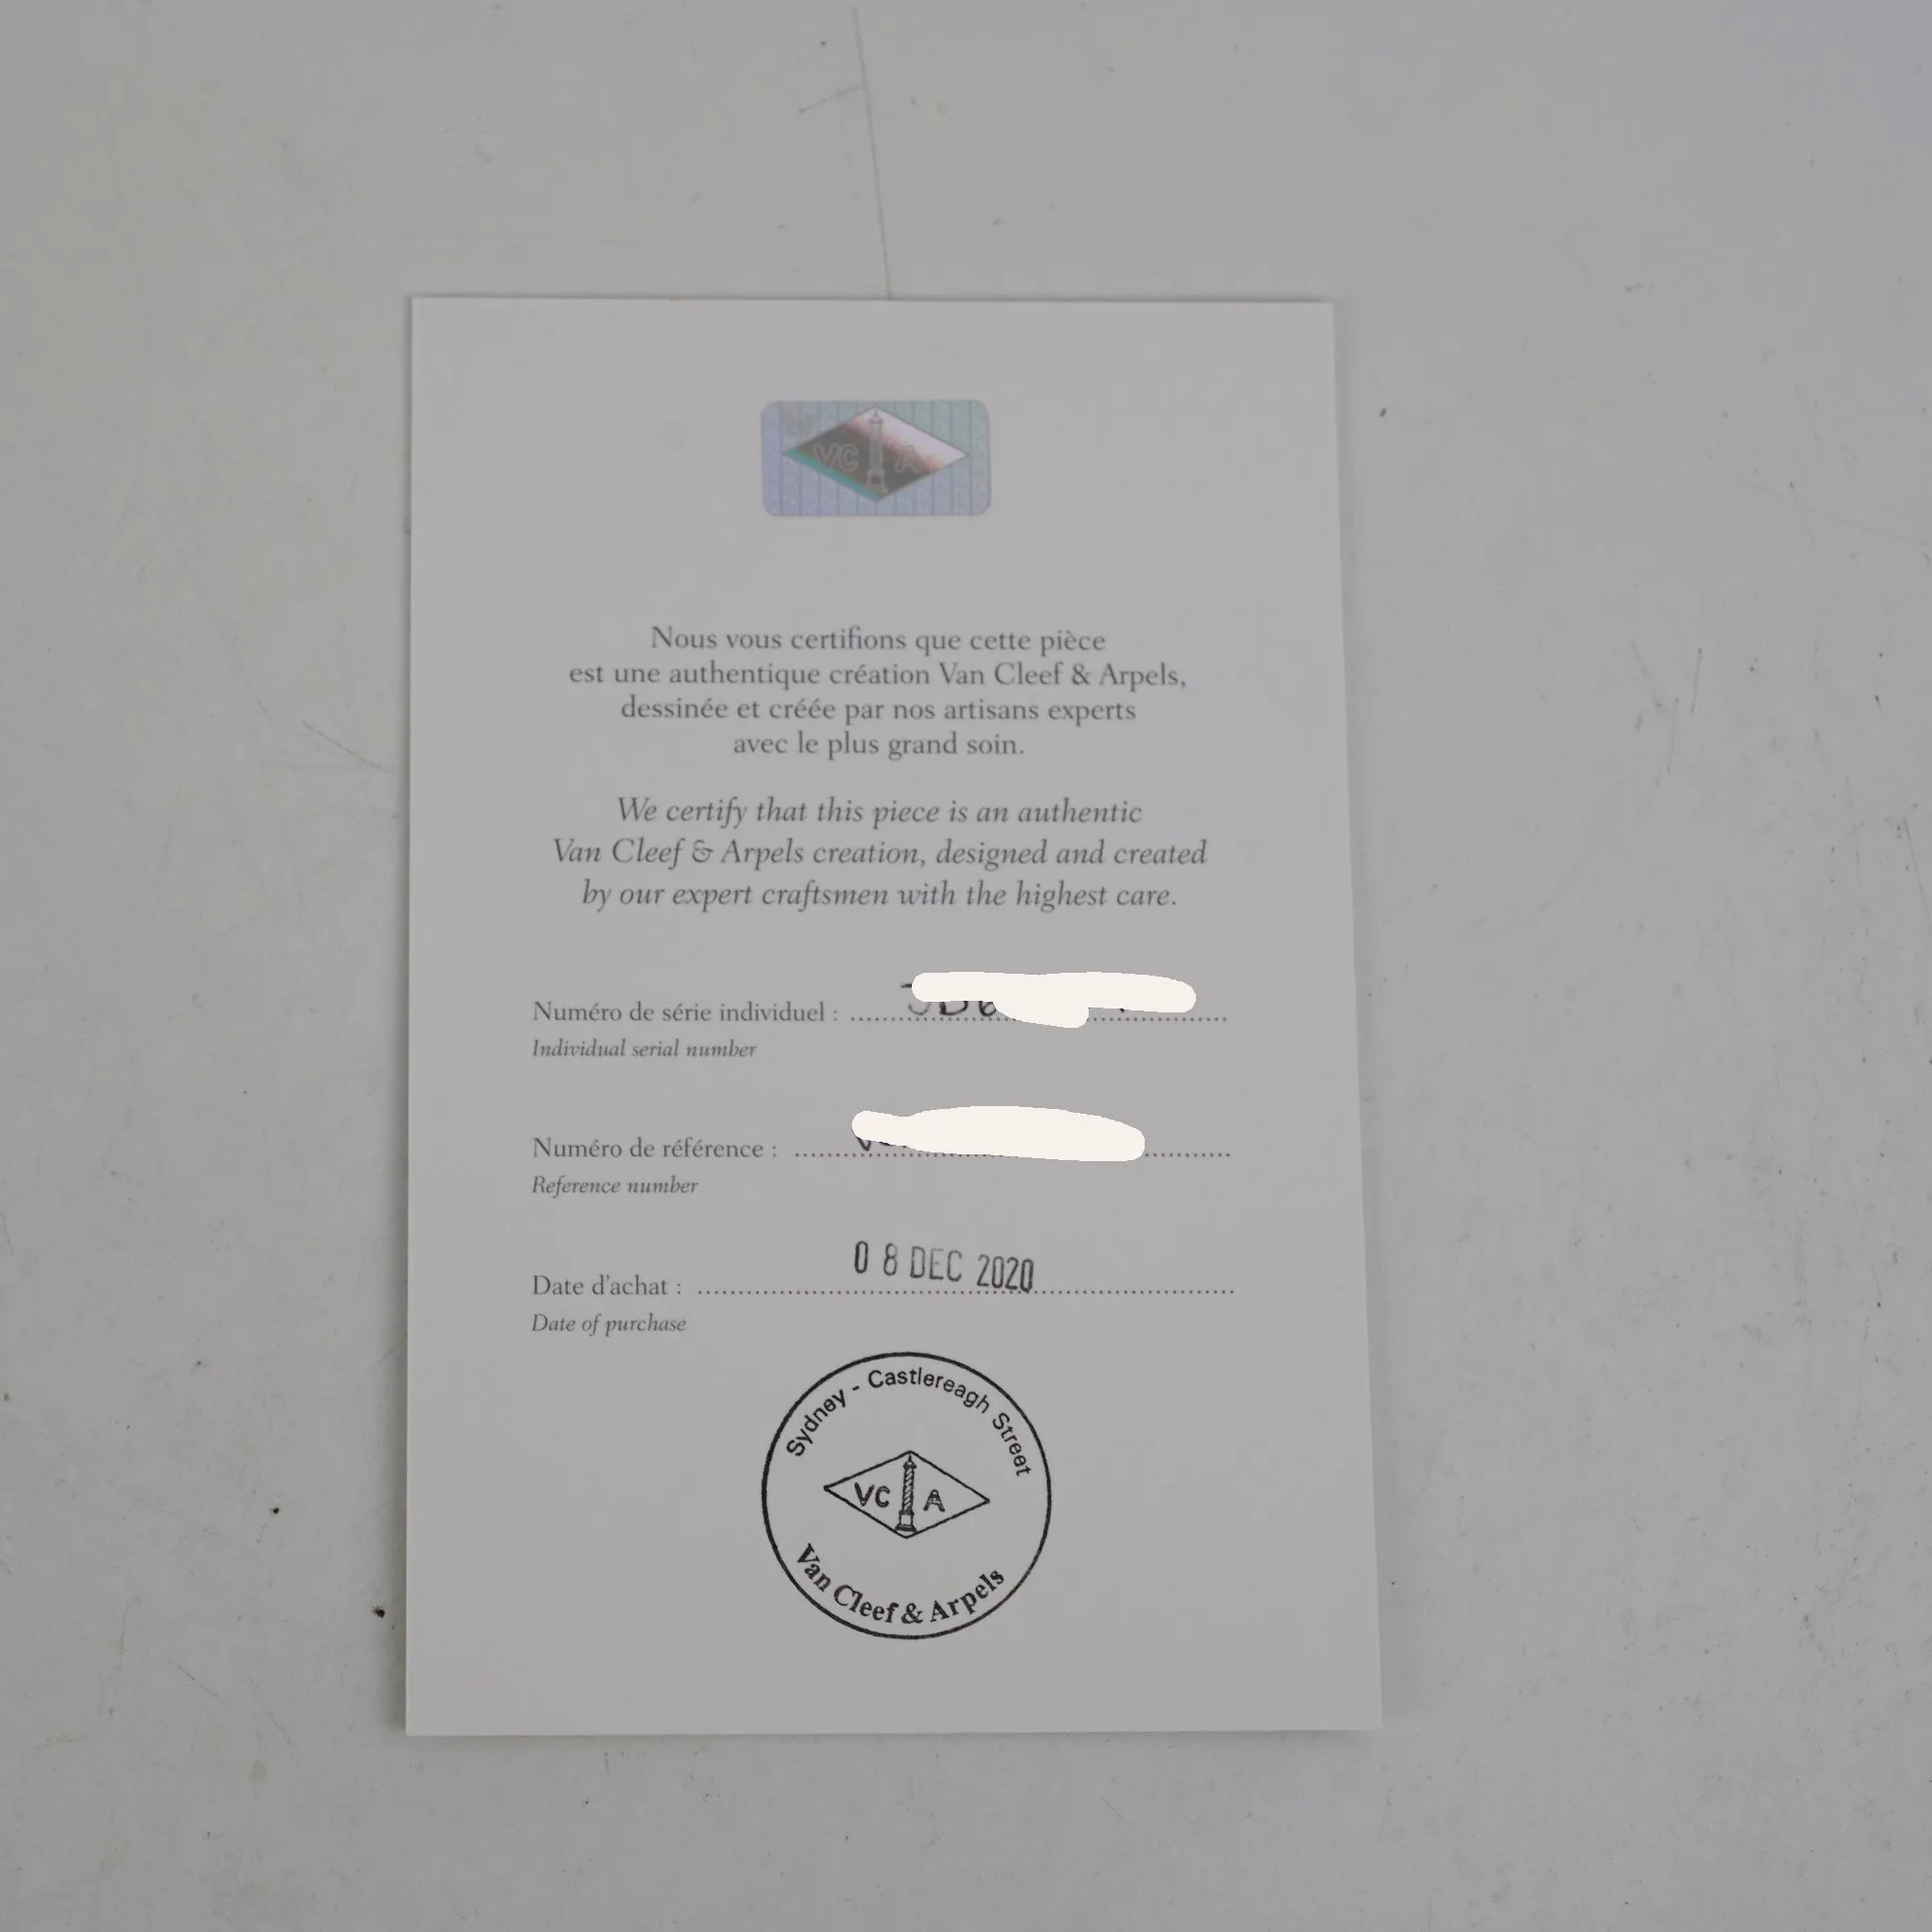 VC A
Nous vous certifions que cette pièce
est une authentique création Van Cleef & Arpels,
dessinée et créée par nos artisans experts
avec le plus grand soin.
We certify that this piece is an authentic
Van Cleef & Arpels creation, designed and created
by our expert craftsmen with the highest care.
Numéro de série individuel :
Individual serial number
Numéro de référence :
Reference number
08 DEC 2020
Date d'achat :
Date of purchase
Sydney - Castlereagh Street
VC A
Van Cleef & Arpels